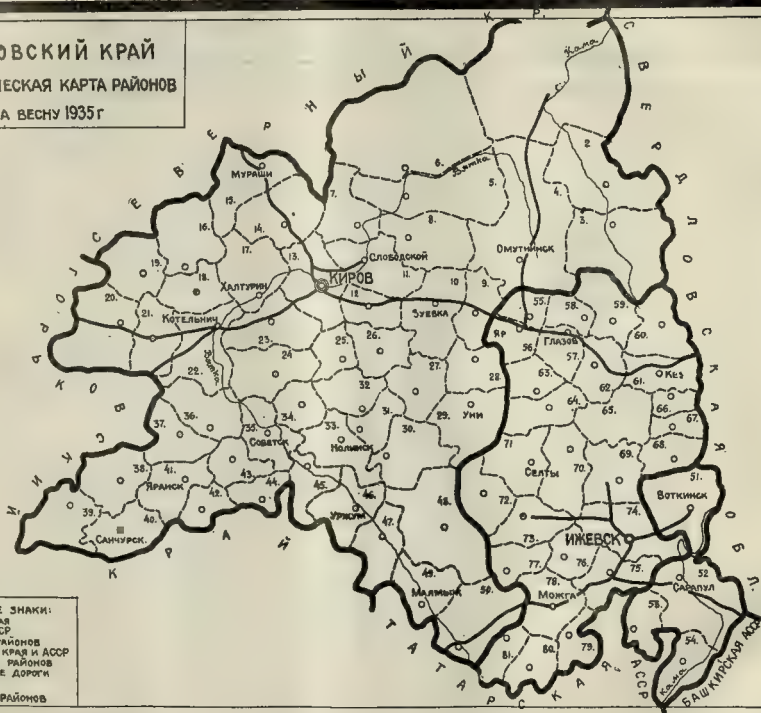 ОВСКИЙ КРАЙ
ЧЕСКАЯ КАРТА РАЙОНОВ
НА ВЕСНУ 1935 г
СЕВЕРНЫЙ КР.
СВЕРДЛОВСКАЯ ОБЛ.
БАШКИРСКАЯ АССР
ТАТАРСКАЯ АССР
ГОРЬКОВСКИЙ КРАЙ
Кама
2.
6.
Вятка
5.
4.
3.
МУРАШИ
7.
15.
16.
14.
17.
8.
13.
СЛОБОДСКОЙ
ОМУТНИНСК
19.
18.
ХАЛТУРИН
КИРОВ
11.
10
9.
12
20.
21.
КОТЕЛЬНИЧ
ЗУЕВКА
ЯР
55.
58.
59.
60.
ГЛАЗОВ
56
57.
23.
24.
25.
26.
27.
28.
Вятка
22.
63.
62
61.
КЕЗ
32
31.
29.
УНИ
64.
65.
66.
67.
37.
36.
35.
СОВЕТСК
34.
33.
НОЛИНСК
30.
71
СЕЛТЫ
70.
69.
68.
38.
41.
ЯРАНСК
42.
43
44.
45.
46.
УРЖУМ
47.
48.
72.
51.
ВОТКИНСК
74.
39.
40.
САНЧУРСК.
73.
ИЖЕВСК
49.
МАЛМЫЖ
50.
77.
78.
76.
75.
52
САРАПУЛ
МОЖГА
53.
54.
Кама
81.
80.
79.
Е ЗНАКИ:
АЯ
СР
РАЙОНОВ
КРАЯ И АССР
РАЙОНОВ
Е ДОРОГИ
РАЙОНОВ